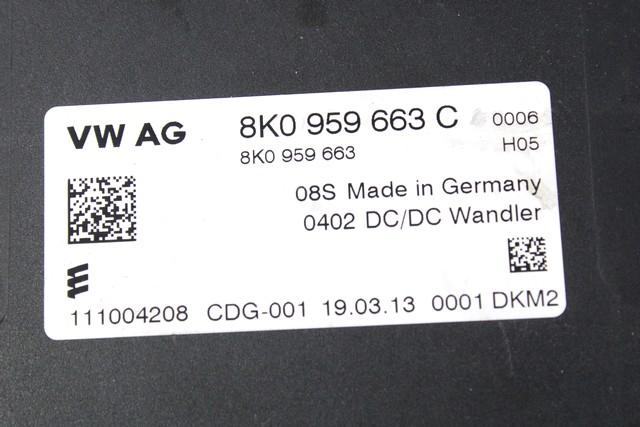 VW AG 8K0 959 663 C 0006
8K0 959 663 H05
08S Made in Germany
0402 DC/DC Wandler
111004208 CDG-001 19.03.13 0001 DKM2